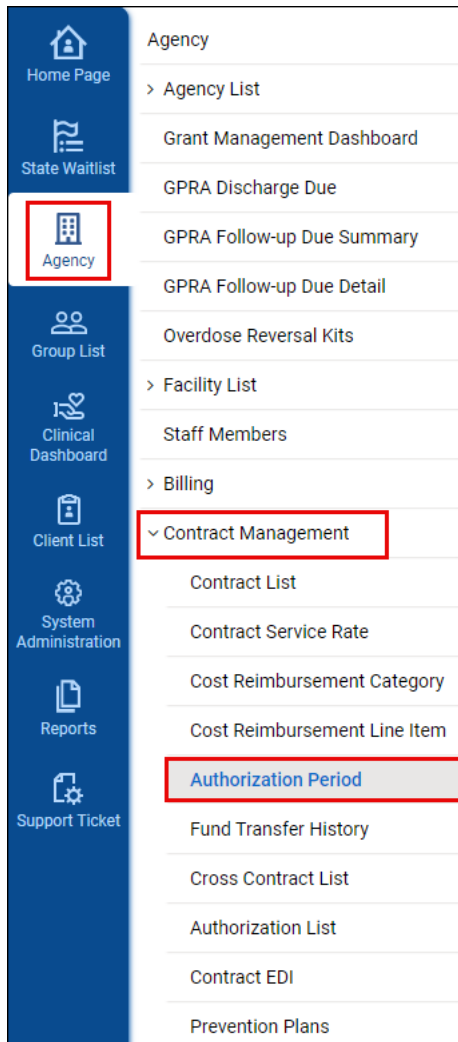 Home Page
State Waitlist
Agency
Group List
Clinical
Dashboard
Client List
System
Administration
Reports
Support Ticket
Agency
Agency List
Grant Management Dashboard
GPRA Discharge Due
GPRA Follow-up Due Summary
GPRA Follow-up Due Detail
Overdose Reversal Kits
Facility List
Staff Members
Billing
Contract Management
Contract List
Contract Service Rate
Cost Reimbursement Category
Cost Reimbursement Line Item
Authorization Period
Fund Transfer History
Cross Contract List
Authorization List
Contract EDI
Prevention Plans